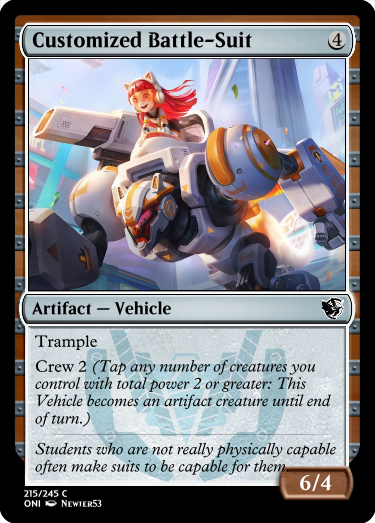 Customized Battle-Suit 4
Artifact — Vehicle
Trample
Crew 2 (Tap any number of creatures you
control with total power 2 or greater: This
Vehicle becomes an artifact creature until end
of turn.)
Students who are not really physically capable
often make suits to be capable for them.
6/4
215/245 C
ONI Newjer53